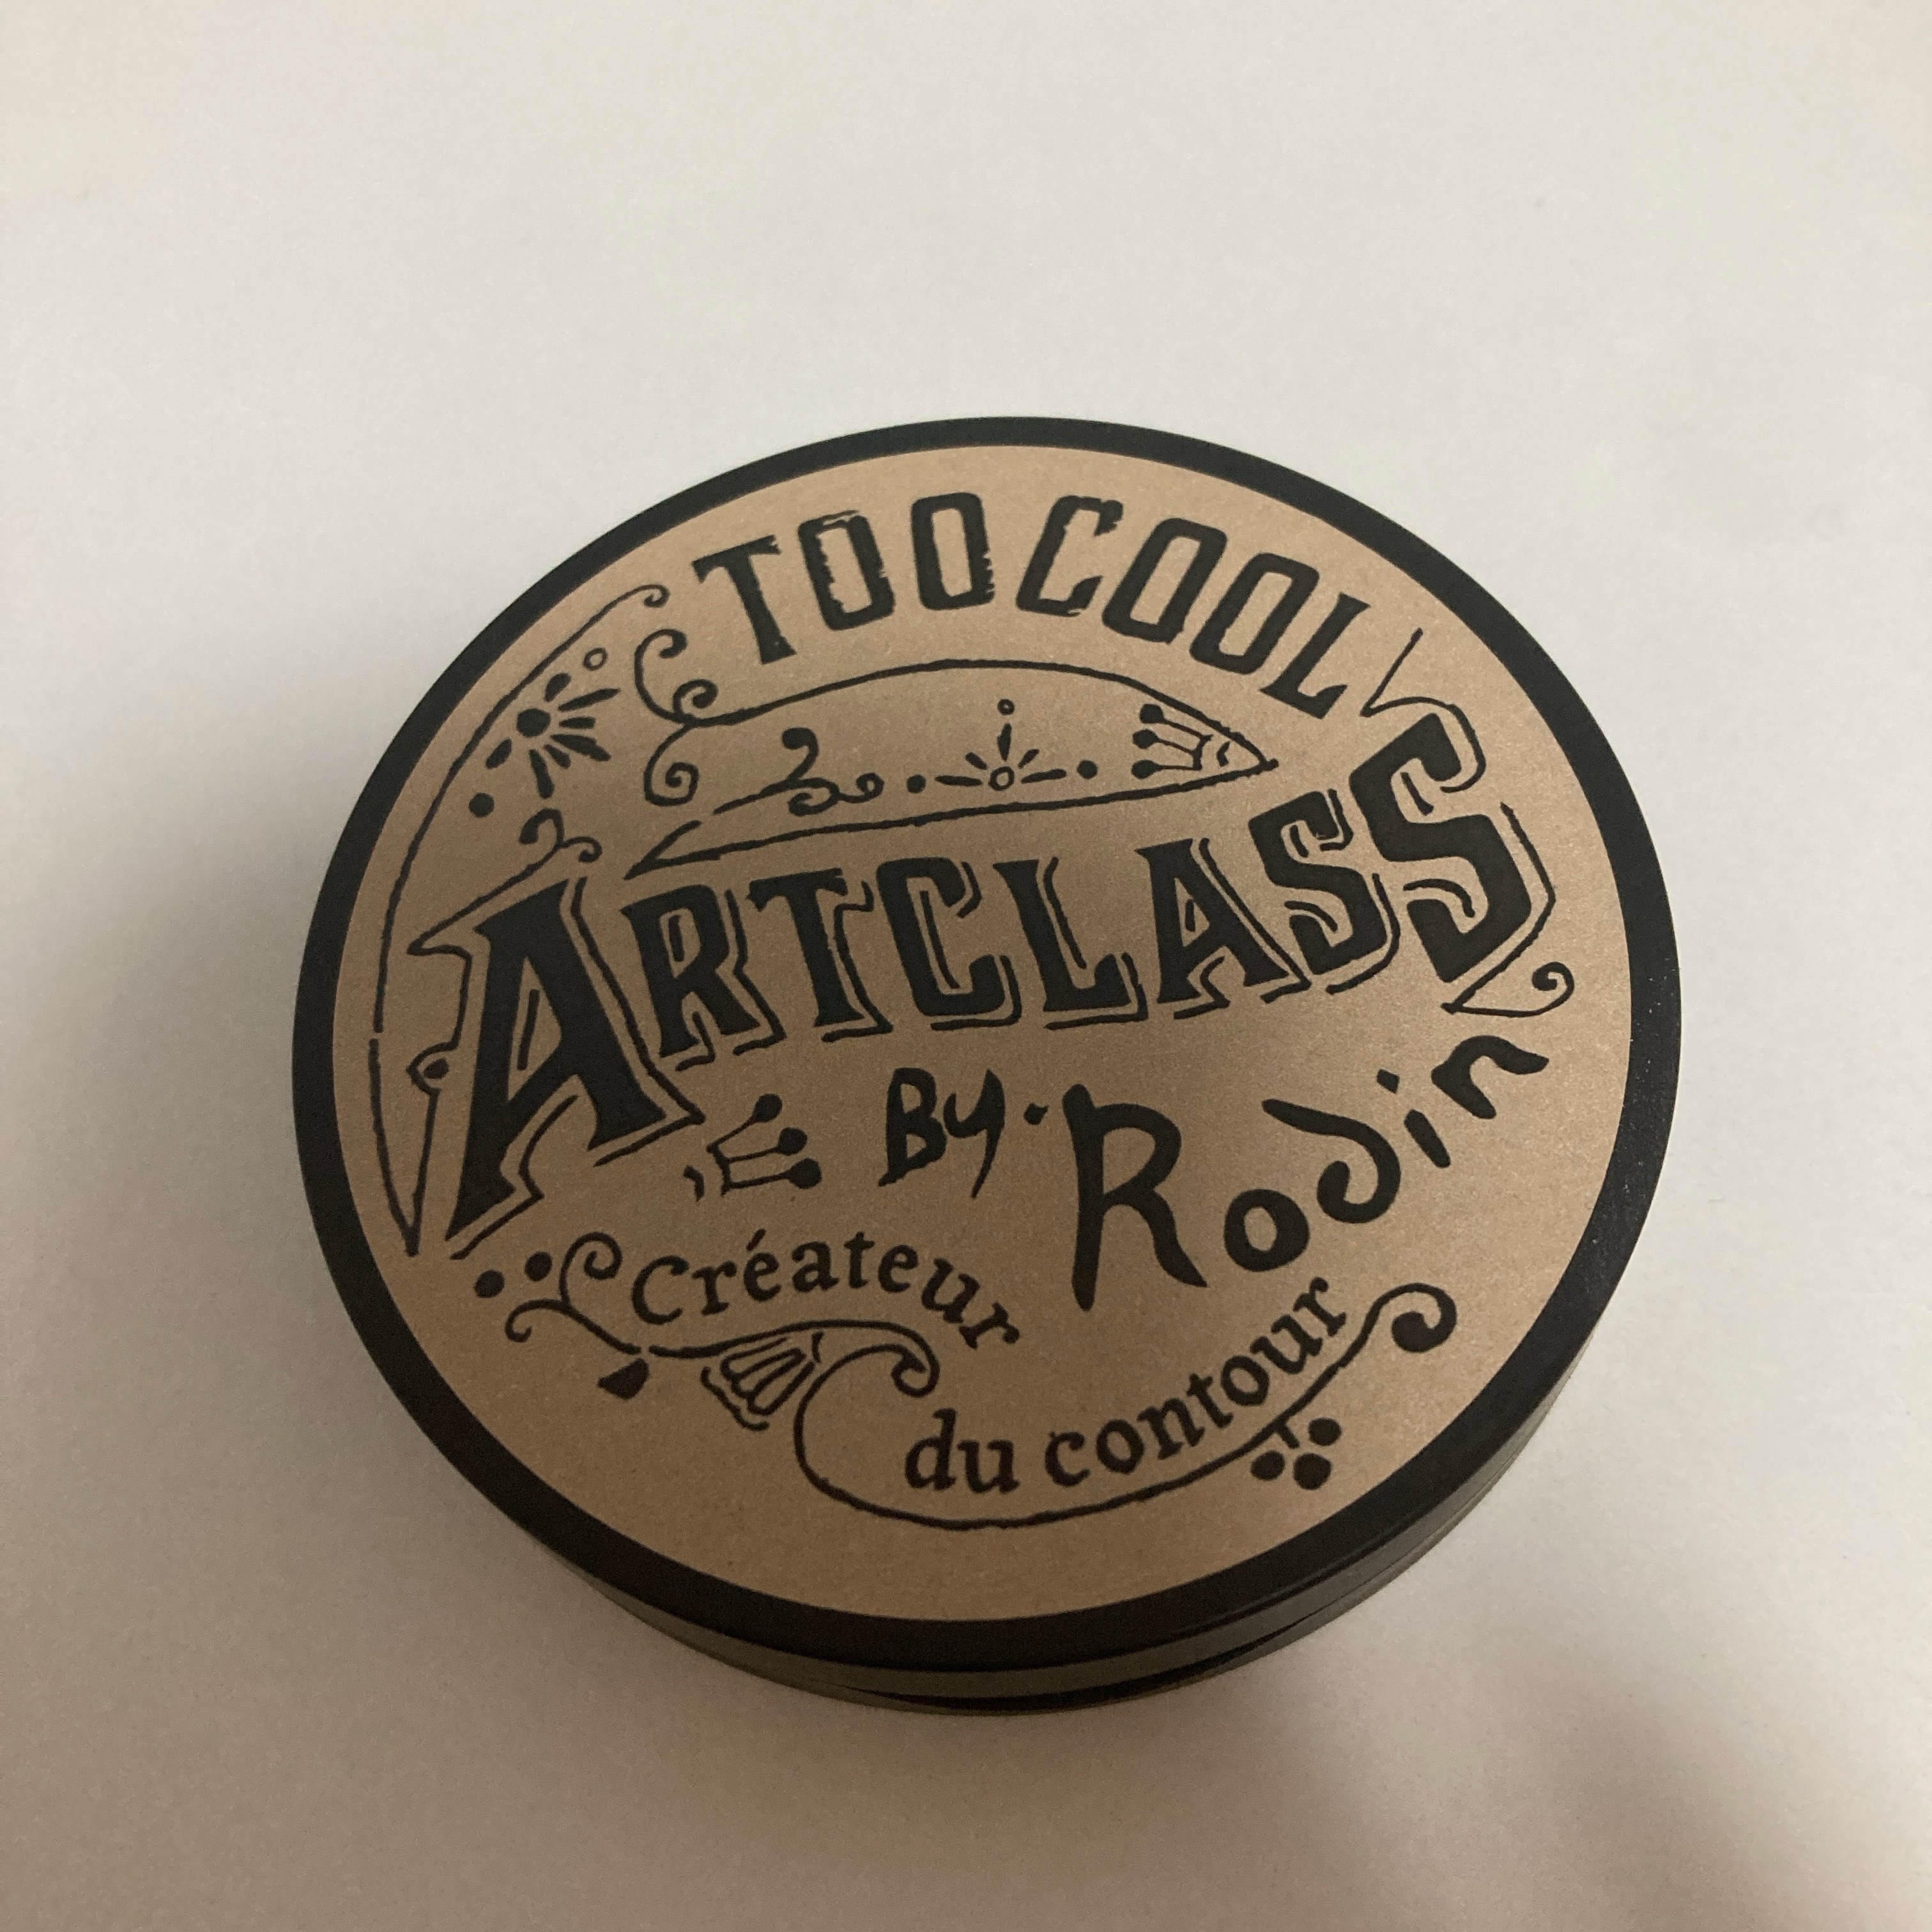 TOO COOL
ARTCLASS
By. Rodin
Créateur
du contour